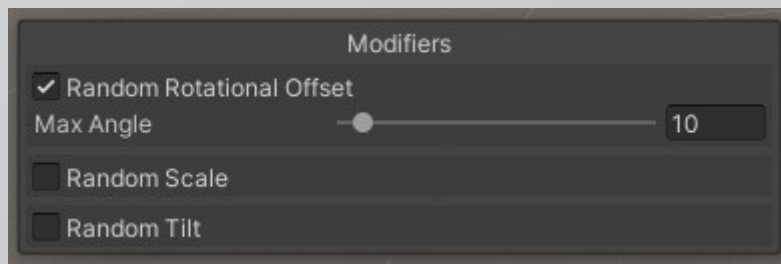 Modifiers
Random Rotational Offset
Max Angle 10
Random Scale
Random Tilt